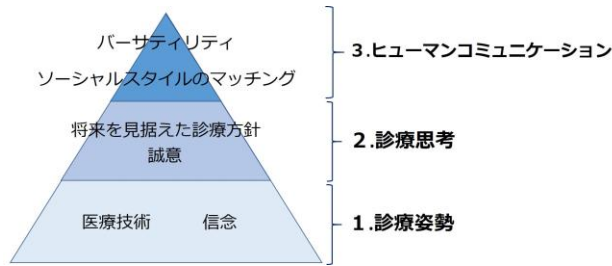 バーサティリティ
ソーシャルスタイルのマッチング
3.ヒューマンコミュニケーション
将来を見据えた診療方針
誠意
2.診療思考
医療技術 信念
1.診療姿勢